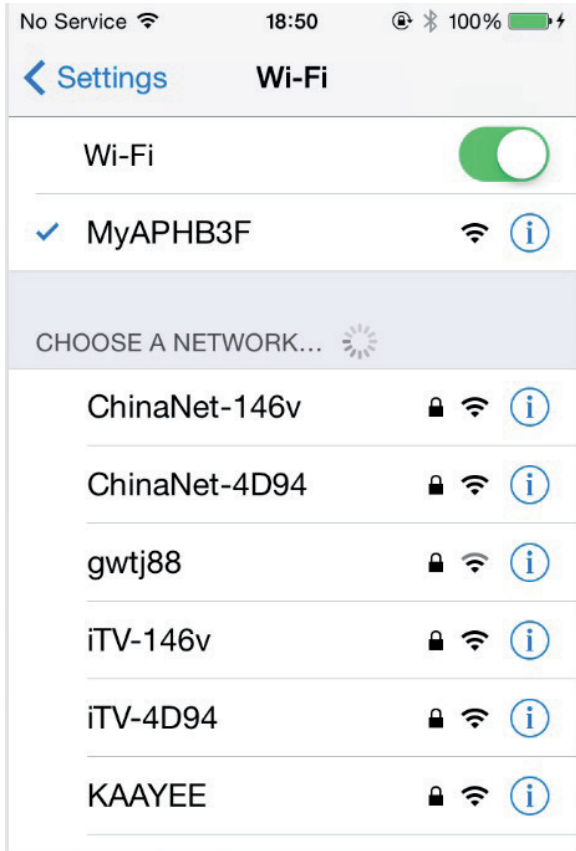 No Service 18:50 100%
Settings Wi-Fi
Wi-Fi
MyAPHB3F
CHOOSE A NETWORK...
ChinaNet-146v
ChinaNet-4D94
gwtj88
iTV-146v
iTV-4D94
KAAYEE